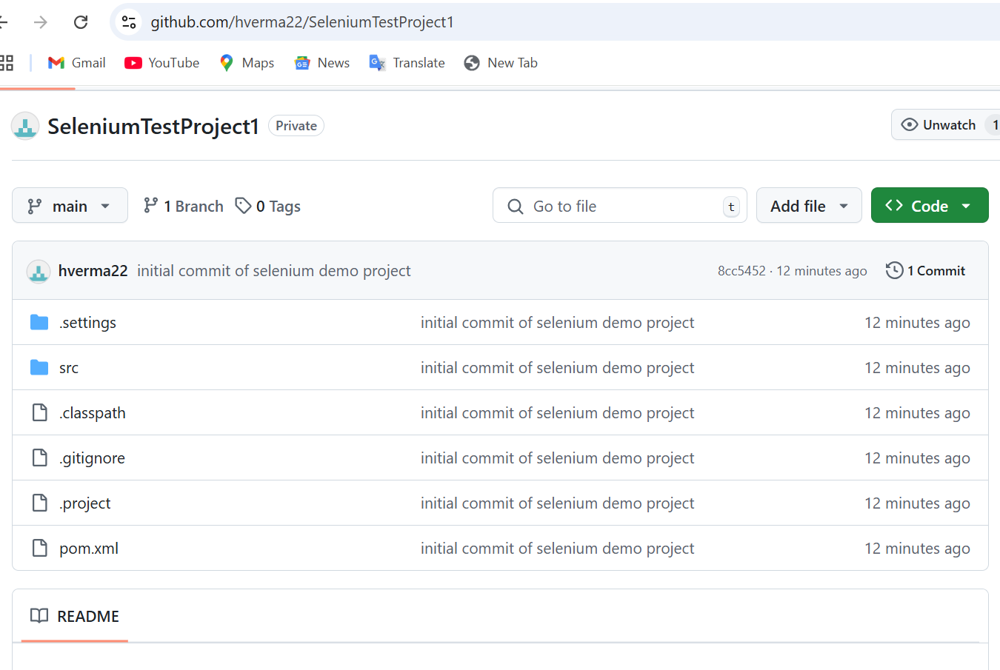 github.com/hverma22/SeleniumTestProject1
Gmail YouTube Maps News Translate New Tab
SeleniumTestProject1 Private Unwatch 1
main 1 Branch 0 Tags Go to file t Add file Code
hverma22 initial commit of selenium demo project 8cc5452 · 12 minutes ago 1 Commit
.settings initial commit of selenium demo project 12 minutes ago
src initial commit of selenium demo project 12 minutes ago
.classpath initial commit of selenium demo project 12 minutes ago
.gitignore initial commit of selenium demo project 12 minutes ago
.project initial commit of selenium demo project 12 minutes ago
pom.xml initial commit of selenium demo project 12 minutes ago
README